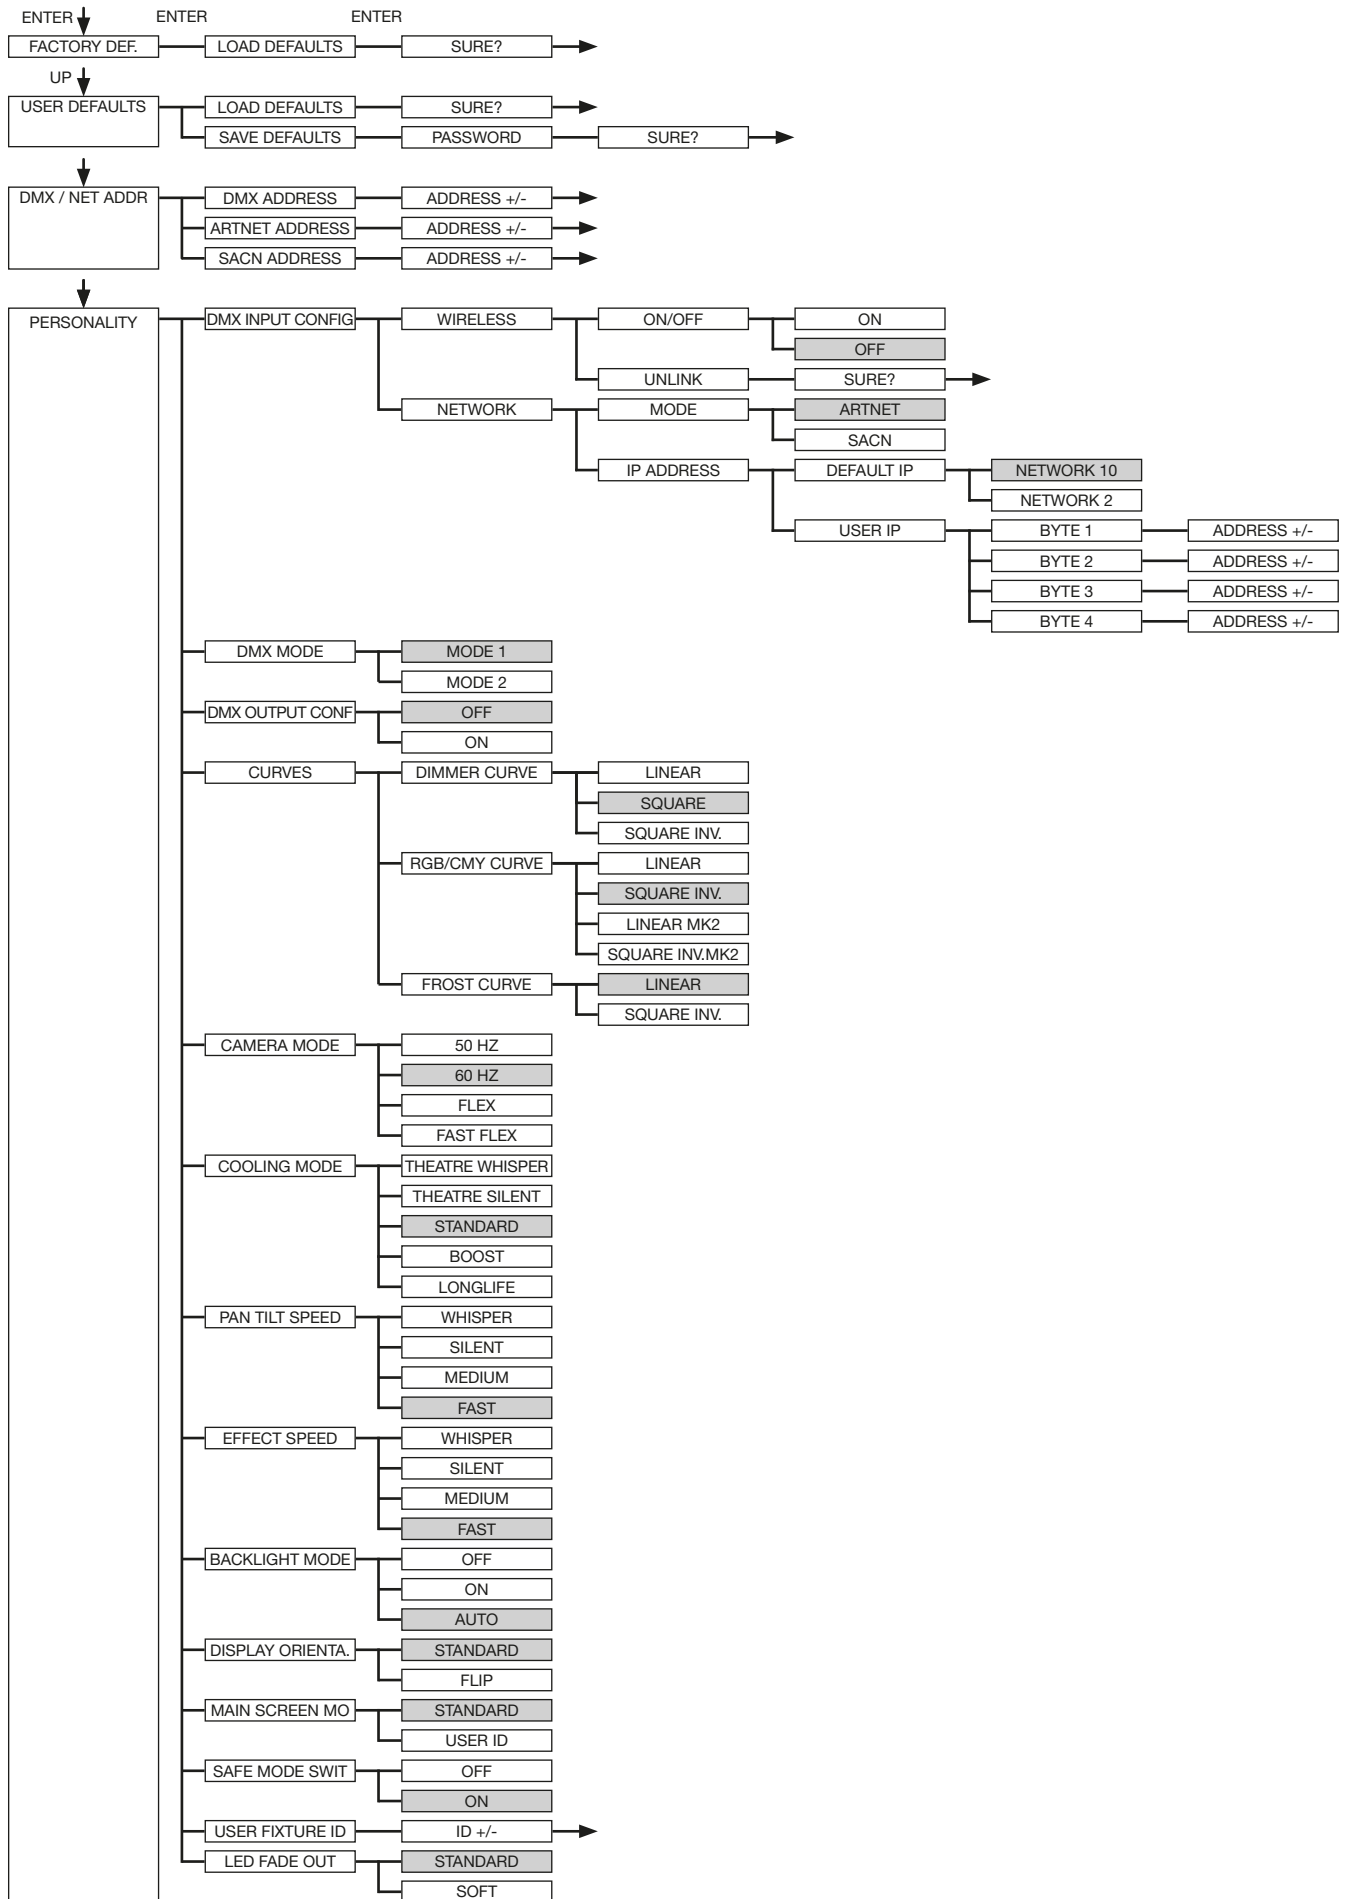 ENTER ENTER ENTER
FACTORY DEF. LOAD DEFAULTS SURE?
UP
USER DEFAULTS LOAD DEFAULTS SURE?
SAVE DEFAULTS PASSWORD SURE?
DMX / NET ADDR DMX ADDRESS ADDRESS +/-
ARTNET ADDRESS ADDRESS +/-
SACN ADDRESS ADDRESS +/-
PERSONALITY DMX INPUT CONFIG WIRELESS ON/OFF ON
OFF
UNLINK SURE?
NETWORK MODE ARTNET
SACN
IP ADDRESS DEFAULT IP NETWORK 10
NETWORK 2
USER IP BYTE 1 ADDRESS +/-
BYTE 2 ADDRESS +/-
BYTE 3 ADDRESS +/-
BYTE 4 ADDRESS +/-
DMX MODE MODE 1
MODE 2
DMX OUTPUT CONF OFF
ON
CURVES DIMMER CURVE LINEAR
SQUARE
SQUARE INV.
RGB/CMY CURVE LINEAR
SQUARE INV.
LINEAR MK2
SQUARE INV.MK2
FROST CURVE LINEAR
SQUARE INV.
CAMERA MODE 50 HZ
60 HZ
FLEX
FAST FLEX
COOLING MODE THEATRE WHISPER
THEATRE SILENT
STANDARD
BOOST
LONGLIFE
PAN TILT SPEED WHISPER
SILENT
MEDIUM
FAST
EFFECT SPEED WHISPER
SILENT
MEDIUM
FAST
BACKLIGHT MODE OFF
ON
AUTO
DISPLAY ORIENTA. STANDARD
FLIP
MAIN SCREEN MO STANDARD
USER ID
SAFE MODE SWIT OFF
ON
USER FIXTURE ID ID +/-
LED FADE OUT STANDARD
SOFT